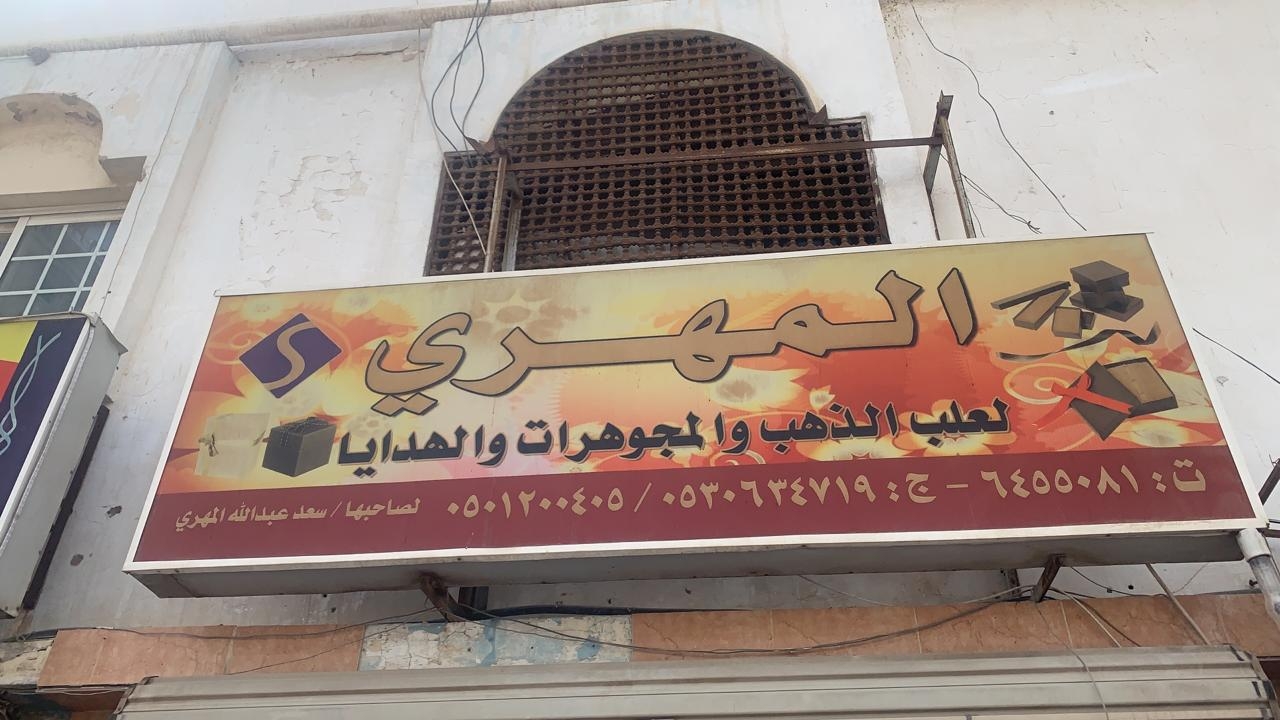 المهري
لعلب الذهب والمجوهرات والهدايا
ت: ٦٤٥٥٠٨١ - ج: ٠٥٣٠٦٣٤٧١٩ / ٠٥٠١٢٠٠٤٠٥ لصاحبها / سعد عبدالله المهري